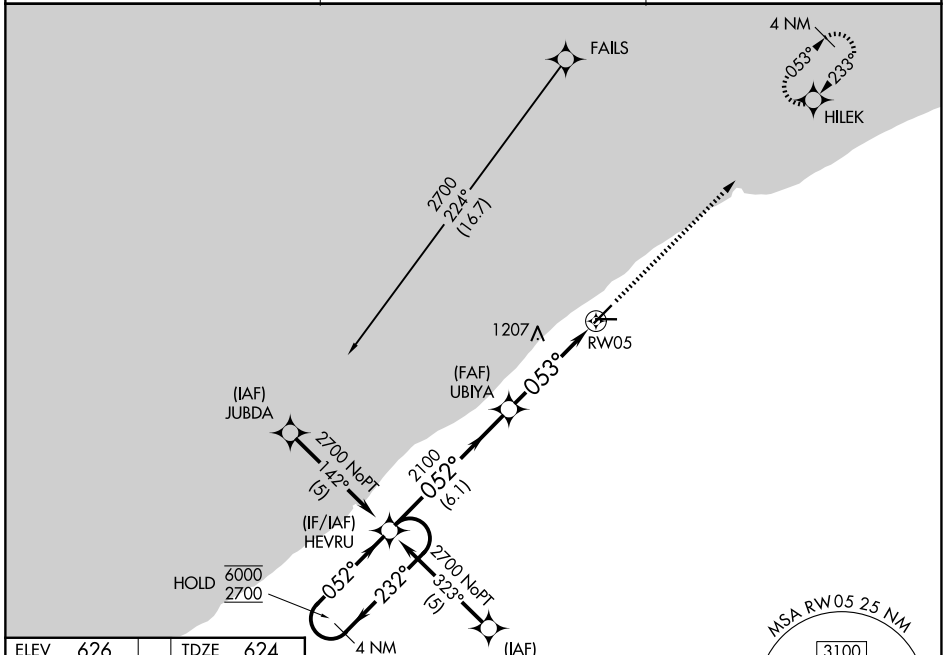 4 NM
053°
233°
HILEK
FAILS
2700
224°
(16.7)
1207
RW05
(FAF)
UBIYA
053°
(IAF)
JUBDA
2700 NoPT
142°
(5)
2100
052°
(6.1)
(IF/IAF)
HEVRU
2700 NoPT
323°
(5)
HOLD
6000
2700
052°
232°
4 NM
(IAF)
MSA RW05 25 NM
3100
ELEV 626
TDZE 624